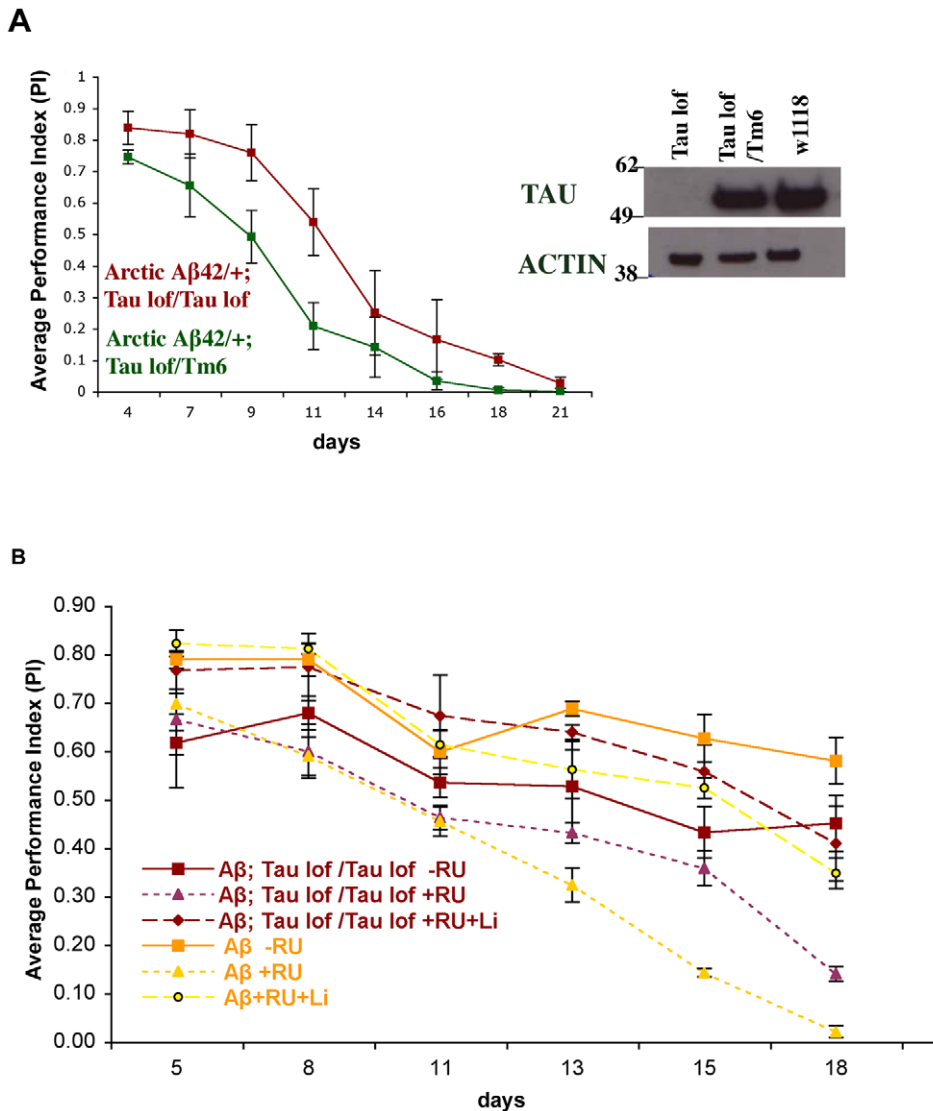 A
Average Performance Index (PI)
1
0.9
0.8
0.7
0.6
0.5
0.4
0.3
0.2
0.1
0
4 7 9 11 14 16 18 21
days
Arctic Aβ42/+;
Tau lof/Tau lof
Arctic Aβ42/+;
Tau lof/Tm6
Tau lof
Tau lof
/Tm6
w1118
TAU
62
49
ACTIN
38
B
Average Performance Index (PI)
0.90
0.80
0.70
0.60
0.50
0.40
0.30
0.20
0.10
0.00
5 8 11 13 15 18
days
Aβ; Tau lof /Tau lof -RU
Aβ; Tau lof /Tau lof +RU
Aβ; Tau lof /Tau lof +RU+Li
Aβ -RU
Aβ +RU
Aβ+RU+Li